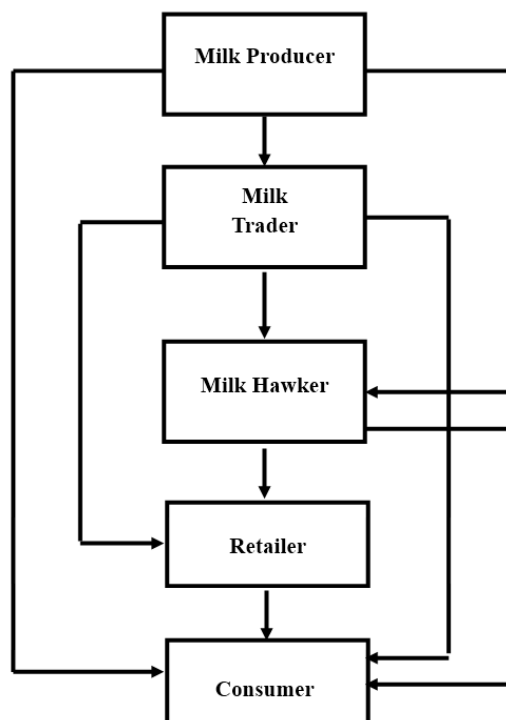 Milk Producer
Milk
Trader
Milk Hawker
Retailer
Consumer